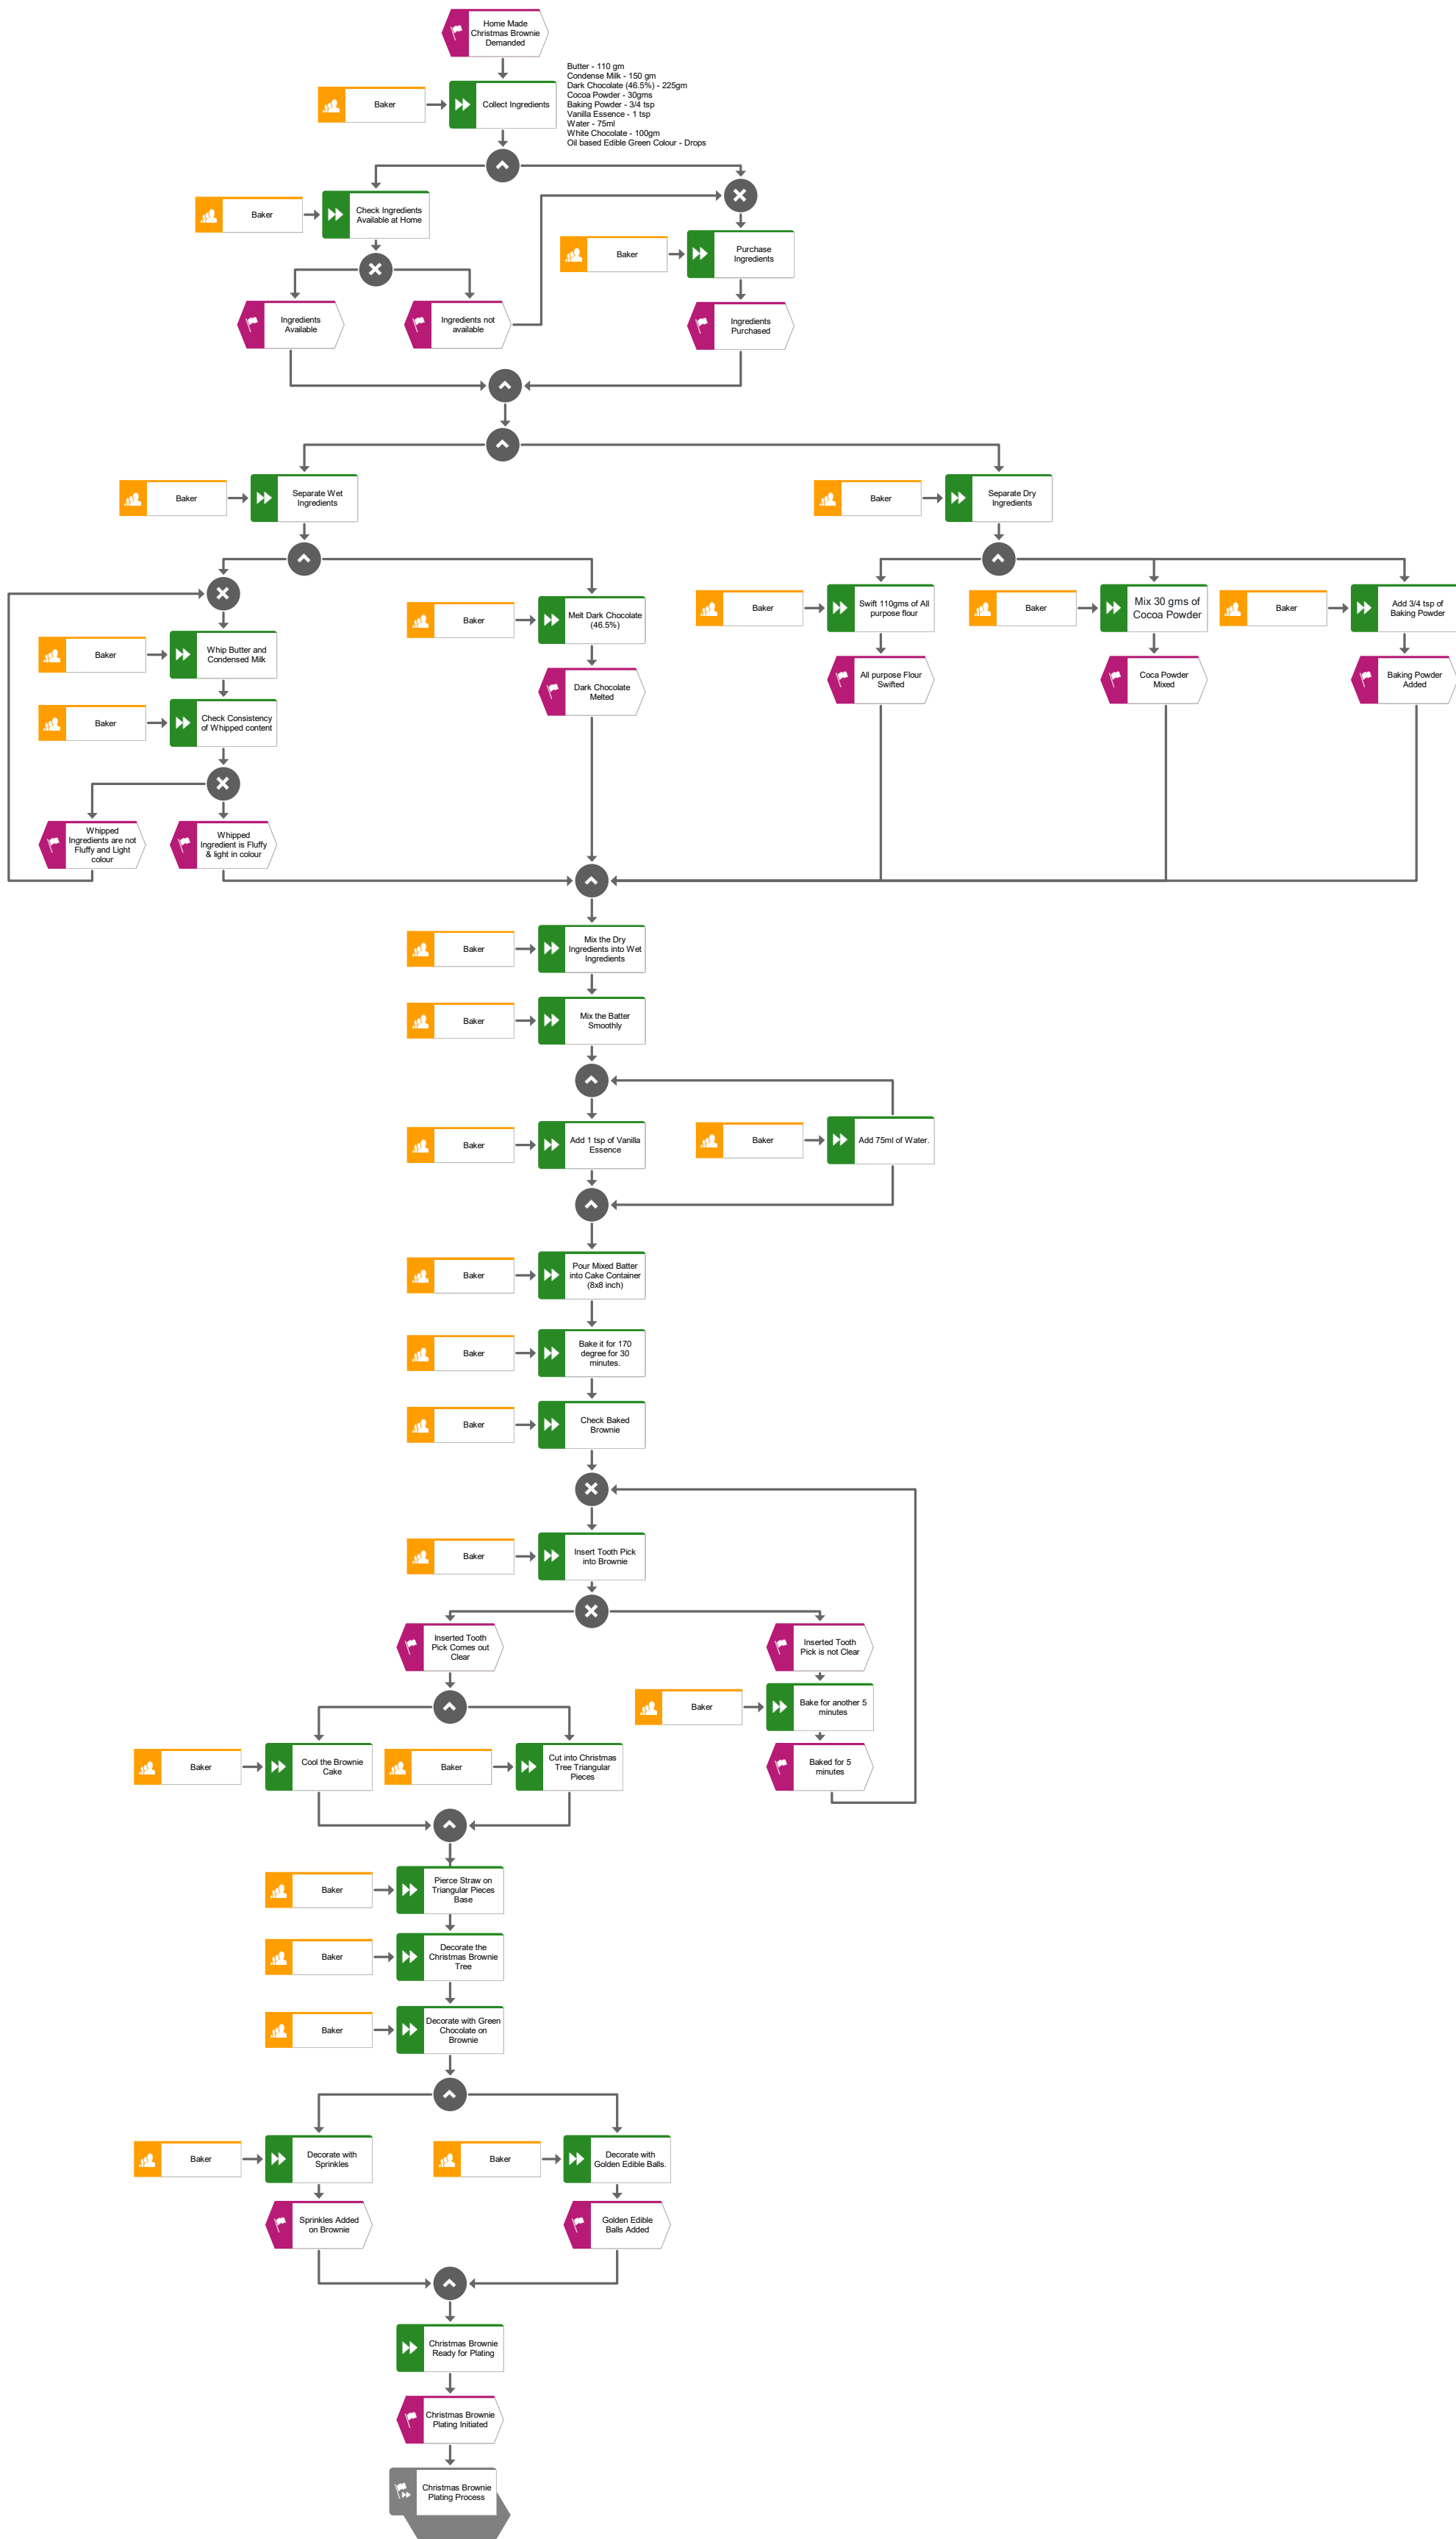 Home Made
Christmas Brownie
Demanded
Butter - 110 gm
Condense Milk - 150 gm
Dark Chocolate (46.5%) - 225gm
Cocoa Powder - 30gms
Baking Powder - 3/4 tsp
Vanilla Essence - 1 tsp
Water - 75ml
White Chocolate - 100gm
Oil based Edible Green Colour - Drops
Baker
Collect Ingredients
Baker
Check Ingredients
Available at Home
Baker
Purchase
Ingredients
Ingredients
Available
Ingredients not
available
Ingredients
Purchased
Baker
Separate Wet
Ingredients
Baker
Separate Dry
Ingredients
Baker
Melt Dark Chocolate
(46.5%)
Baker
Swift 110gms of All
purpose flour
Baker
Mix 30 gms of
Cocoa Powder
Baker
Add 3/4 tsp of
Baking Powder
Baker
Whip Butter and
Condensed Milk
Dark Chocolate
Melted
All purpose Flour
Swifted
Coca Powder
Mixed
Baking Powder
Added
Baker
Check Consistency
of Whipped content
Whipped
Ingredients are not
Fluffy and Light
colour
Whipped
Ingredient is Fluffy
& light in colour
Baker
Mix the Dry
Ingredients into Wet
Ingredients
Baker
Mix the Batter
Smoothly
Baker
Add 1 tsp of Vanilla
Essence
Baker
Add 75ml of Water.
Baker
Pour Mixed Batter
into Cake Container
(8x8 inch)
Baker
Bake it for 170
degree for 30
minutes.
Baker
Check Baked
Brownie
Baker
Insert Tooth Pick
into Brownie
Inserted Tooth
Pick Comes out
Clear
Inserted Tooth
Pick is not Clear
Baker
Bake for another 5
minutes
Baker
Cool the Brownie
Cake
Baker
Cut into Christmas
Tree Triangular
Pieces
Baked for 5
minutes
Baker
Pierce Straw on
Triangular Pieces
Base
Baker
Decorate the
Christmas Brownie
Tree
Baker
Decorate with Green
Chocolate on
Brownie
Baker
Decorate with
Sprinkles
Baker
Decorate with
Golden Edible Balls.
Sprinkles Added
on Brownie
Golden Edible
Balls Added
Christmas Brownie
Ready for Plating
Christmas Brownie
Plating Initiated
Christmas Brownie
Plating Process